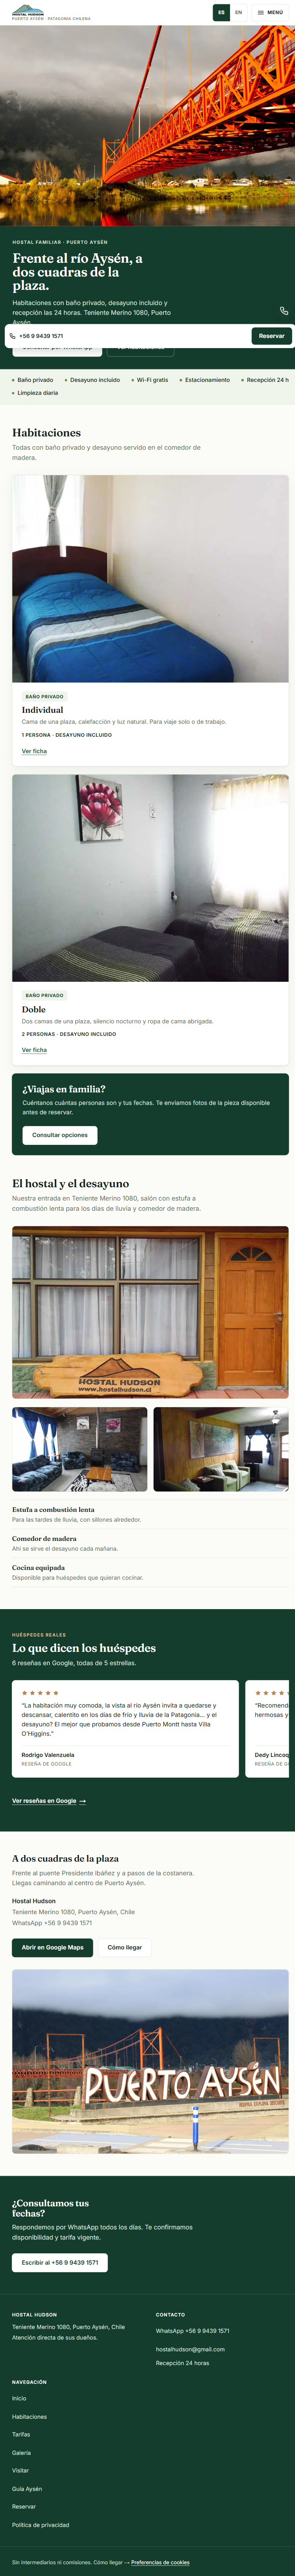 HOSTAL HUDSON
PUERTO AYSÉN · PATAGONIA CHILENA
ES
EN
MENÚ
HOSTAL FAMILIAR · PUERTO AYSÉN
Frente al río Aysén, a
dos cuadras de la
plaza.
Habitaciones con baño privado, desayuno incluido y
recepción las 24 horas. Teniente Merino 1080, Puerto
Aysén.
+56 9 9439 1571
Reservar
Baño privado
Desayuno incluido
Wi-Fi gratis
Estacionamiento
Recepción 24 h
Limpieza diaria
Habitaciones
Todas con baño privado y desayuno servido en el comedor de
madera.
BAÑO PRIVADO
Individual
Cama de una plaza, calefacción y luz natural. Para viaje solo o de trabajo.
1 PERSONA · DESAYUNO INCLUIDO
Ver ficha
BAÑO PRIVADO
Doble
Dos camas de una plaza, silencio nocturno y ropa de cama abrigada.
2 PERSONAS · DESAYUNO INCLUIDO
Ver ficha
¿Viajas en familia?
Cuéntanos cuántas personas son y tus fechas. Te enviamos fotos de la pieza disponible
antes de reservar.
Consultar opciones
El hostal y el desayuno
Nuestra entrada en Teniente Merino 1080, salón con estufa a
combustión lenta para los días de lluvia y comedor de madera.
HOSTAL HUDSON
www.hostalhudson.cl
Estufa a combustión lenta
Para las tardes de lluvia, con sillones alrededor.
Comedor de madera
Ahí se sirve el desayuno cada mañana.
Cocina equipada
Disponible para huéspedes que quieran cocinar.
HUÉSPEDES REALES
Lo que dicen los huéspedes
6 reseñas en Google, todas de 5 estrellas.
“La habitación muy comoda, la vista al río Aysén invita a quedarse y
descansar, calentito en los días de frío y lluvia de la Patagonia... y el
desayuno? El mejor que probamos desde Puerto Montt hasta Villa
O'Higgins.”
Rodrigo Valenzuela
RESEÑA DE GOOGLE
“Recomend
hermosas y
Dedy Lincoq
RESEÑA DE GO
Ver reseñas en Google →
A dos cuadras de la plaza
Frente al puente Presidente Ibáñez y a pasos de la costanera.
Llegas caminando al centro de Puerto Aysén.
Hostal Hudson
Teniente Merino 1080, Puerto Aysén, Chile
WhatsApp +56 9 9439 1571
Abrir en Google Maps
Cómo llegar
PUERTO AYSÉN
¿Consultamos tus
fechas?
Respondemos por WhatsApp todos los días. Te confirmamos
disponibilidad y tarifa vigente.
Escribir al +56 9 9439 1571
HOSTAL HUDSON
Teniente Merino 1080, Puerto Aysén, Chile
Atención directa de sus dueños.
CONTACTO
WhatsApp +56 9 9439 1571
hostalhudson@gmail.com
Recepción 24 horas
NAVEGACIÓN
Inicio
Habitaciones
Tarifas
Galería
Visitar
Guía Aysén
Reservar
Política de privacidad
Sin intermediarios ni comisiones. Cómo llegar → Preferencias de cookies